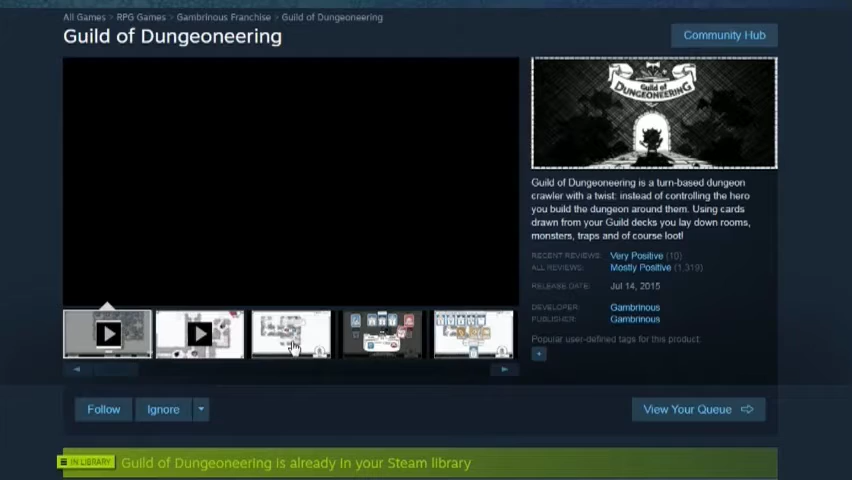 All Games > RPG Games > Gambrinous Franchise > Guild of Dungeoneering
Guild of Dungeoneering
Community Hub
Guild of
DUNGEONEERING
Guild of Dungeoneering is a turn-based dungeon
crawler with a twist: instead of controlling the hero
you build the dungeon around them. Using cards
drawn from your Guild decks you lay down rooms,
monsters, traps and of course loot!
RECENT REVIEWS: Very Positive (10)
ALL REVIEWS: Mostly Positive (1,319)
RELEASE DATE: Jul 14, 2015
DEVELOPER: Gambrinous
PUBLISHER: Gambrinous
Popular user-defined tags for this product:
+
Follow
Ignore
View Your Queue
IN LIBRARY
Guild of Dungeoneering is already in your Steam library